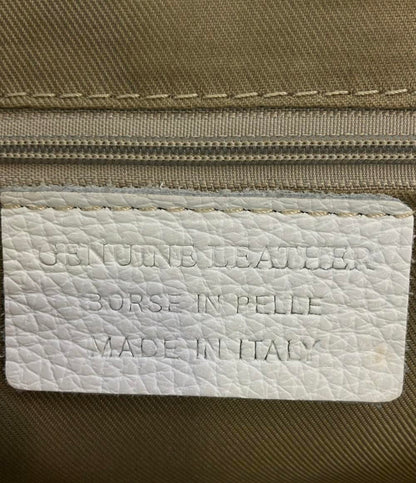 GENUINE LEATHER
BORSE IN PELLE
MADE IN ITALY